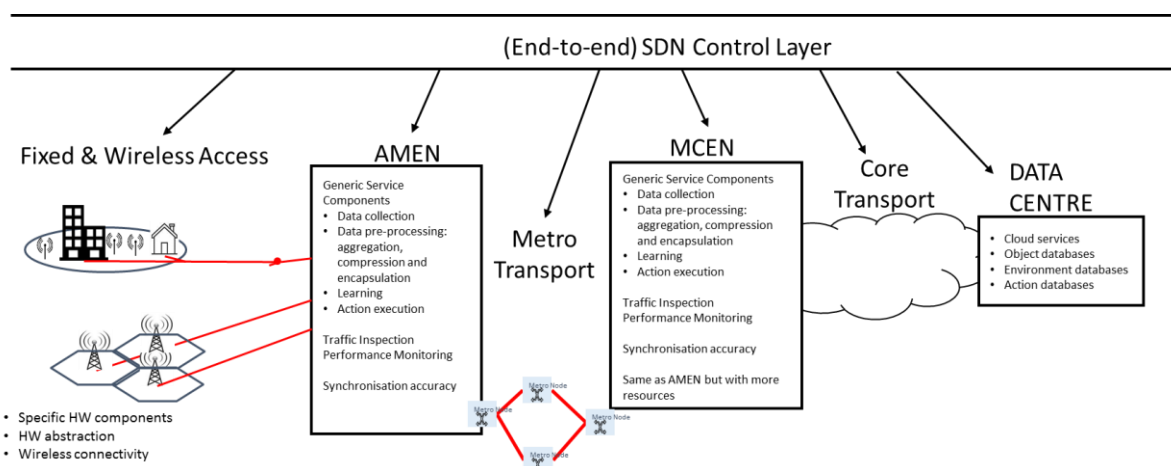 (End-to-end) SDN Control Layer
Fixed & Wireless Access
• Specific HW components
• HW abstraction
• Wireless connectivity
AMEN
Generic Service
Components
• Data collection
• Data pre-processing:
aggregation,
compression and
encapsulation
• Learning
• Action execution
Traffic Inspection
Performance Monitoring
Synchronisation accuracy
Metro
Transport
Metro Node
Metro Node
Metro Node
Metro Node
MCEN
Generic Service Components
• Data collection
• Data pre-processing:
aggregation, compression
and encapsulation
• Learning
• Action execution
Traffic Inspection
Performance Monitoring
Synchronisation accuracy
Same as AMEN but with more
resources
Core
Transport
DATA
CENTRE
• Cloud services
• Object databases
• Environment databases
• Action databases